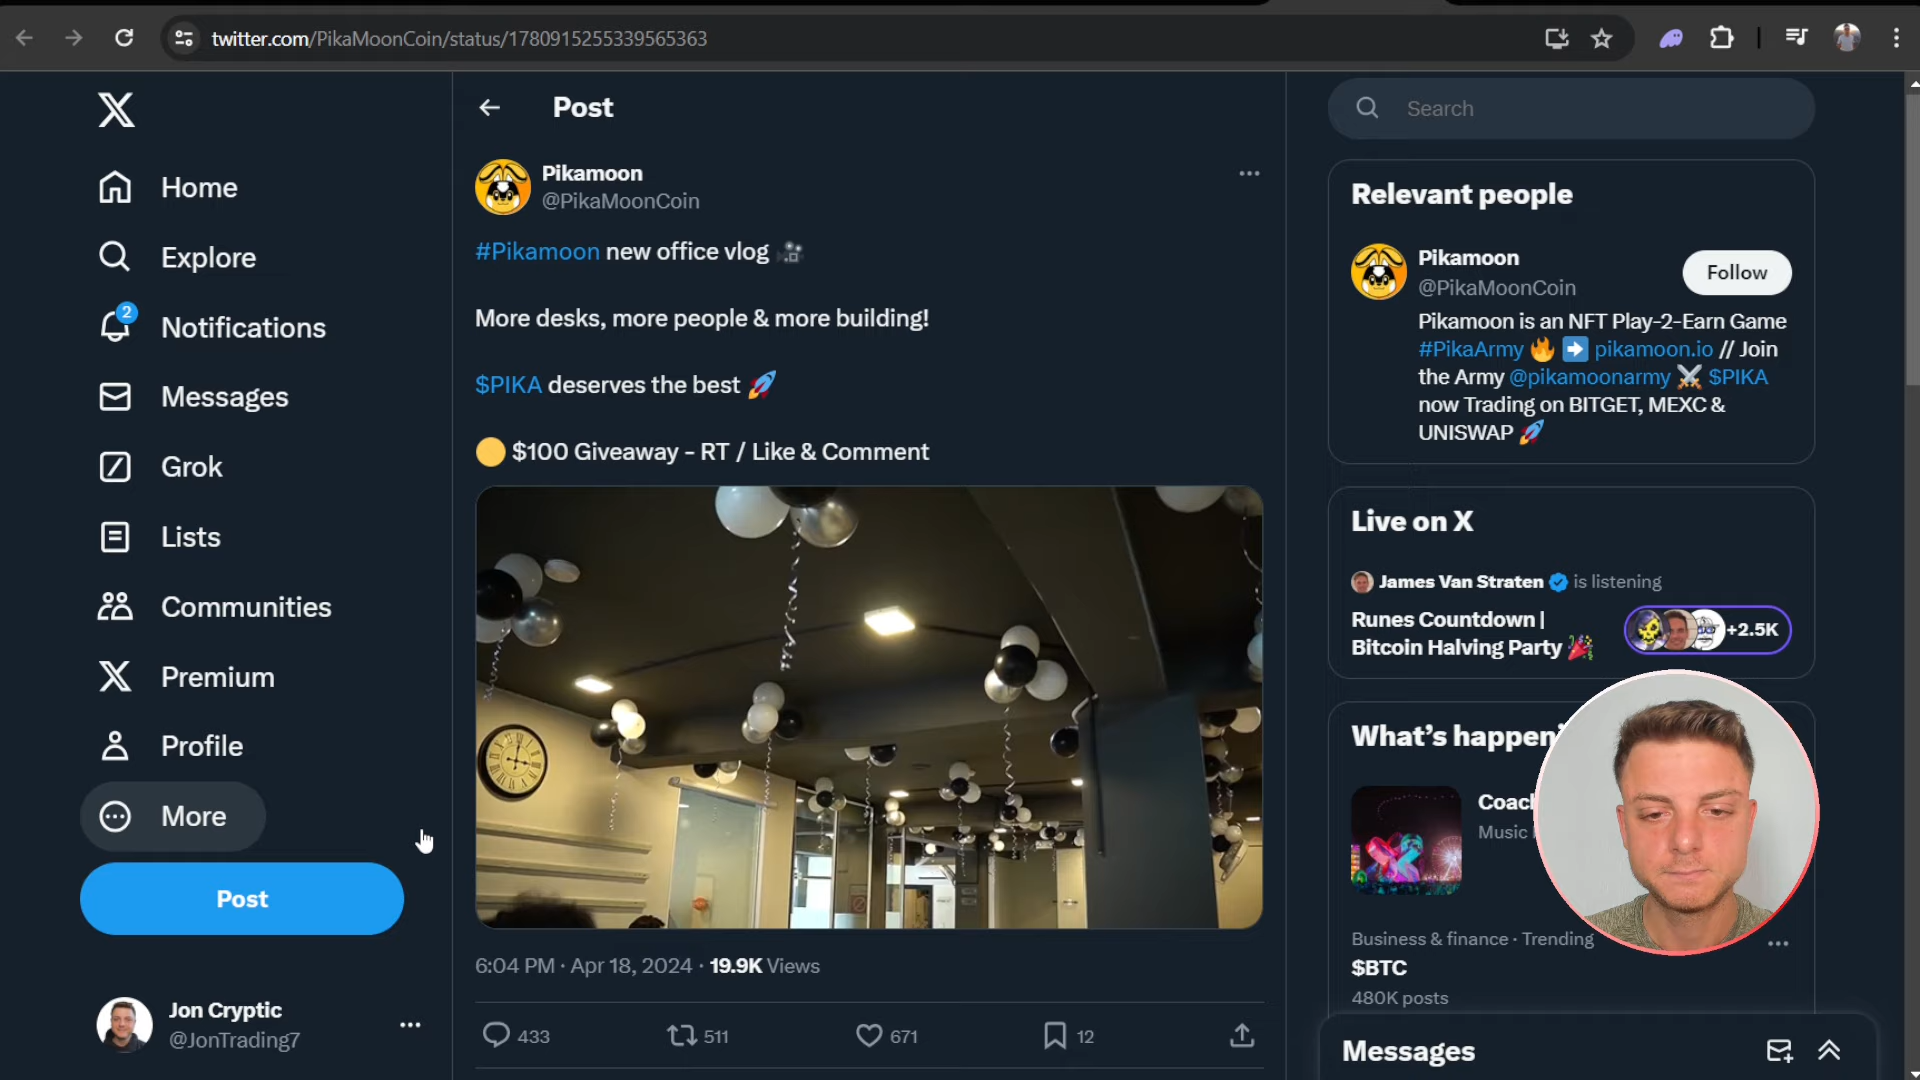 twitter.com/PikaMoonCoin/status/1780915255339565363
Post
Search
Pikamoon
@PikaMoonCoin
#Pikamoon new office vlog
More desks, more people & more building!
$PIKA deserves the best
$100 Giveaway - RT / Like & Comment
6:04 PM · Apr 18, 2024 · 19.9K Views
433
511
671
12
Home
Explore
2
Notifications
Messages
Grok
Lists
Communities
Premium
Profile
More
Post
Jon Cryptic
@JonTrading7
Relevant people
Pikamoon
@PikaMoonCoin
Follow
Pikamoon is an NFT Play-2-Earn Game
#PikaArmy pikamoon.io // Join
the Army @pikamoonarmy $PIKA
now Trading on BITGET, MEXC &
UNISWAP
Live on X
James Van Straten is listening
Runes Countdown |
Bitcoin Halving Party
+2.5K
What's
Music
Business & finance · Trending
$BTC
480K posts
Messages